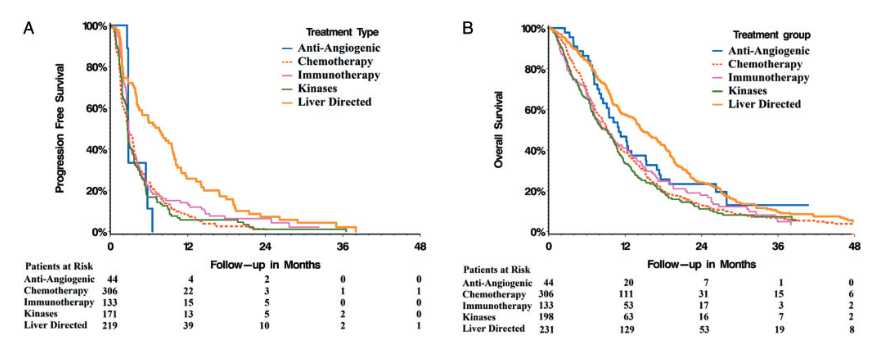 A
Treatment Type
Anti-Angiogenic
Chemotherapy
Immunotherapy
Kinases
Liver Directed
Progression Free Survival
100%
80%
60%
40%
20%
0%
0 12 24 36 48
Follow-up in Months
Patients at Risk
Anti-Angiogenic 44 4 2 0 0
Chemotherapy 306 22 3 1 1
Immunotherapy 133 15 5 0 0
Kinases 171 13 5 2 0
Liver Directed 219 39 10 2 1
B
Treatment group
Anti-Angiogenic
Chemotherapy
Immunotherapy
Kinases
Liver Directed
Overall Survival
100%
80%
60%
40%
20%
0%
0 12 24 36 48
Follow-up in Months
Patients at Risk
Anti-Angiogenic 44 20 7 1 0
Chemotherapy 306 111 31 15 6
Immunotherapy 133 53 17 3 2
Kinases 198 63 16 7 2
Liver Directed 231 129 53 19 8